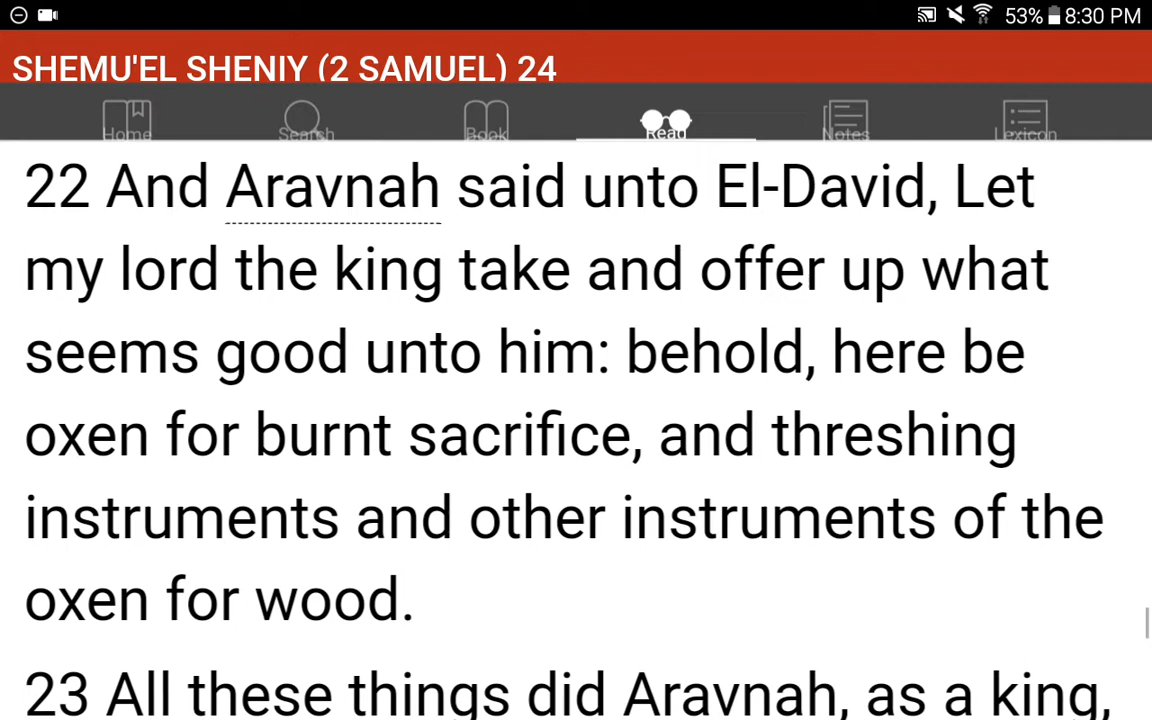 53% 8:30 PM
SHEMU'EL SHENIY (2 SAMUEL) 24
Home Search Book Read Notes Lexicon
22 And Aravnah said unto El-David, Let
my lord the king take and offer up what
seems good unto him: behold, here be
oxen for burnt sacrifice, and threshing
instruments and other instruments of the
oxen for wood.
23 All these things did Aravnah, as a king,